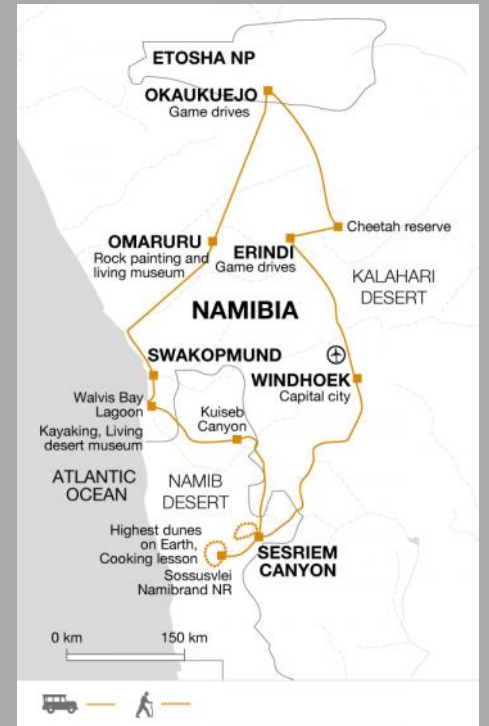 ETOSHA NP
OKAUKUEJO
Game drives
OMARURU
Rock painting and
living museum
ERINDI
Game drives
Cheetah reserve
KALAHARI
DESERT
NAMIBIA
SWAKOPMUND
WINDHOEK
Capital city
Walvis Bay
Lagoon
Kayaking, Living
desert museum
Kuiseb
Canyon
ATLANTIC
OCEAN
NAMIB
DESERT
Highest dunes
on Earth,
Cooking lesson
SESRIEM
CANYON
Sossusvlei
Namibrand NR
0 km
150 km